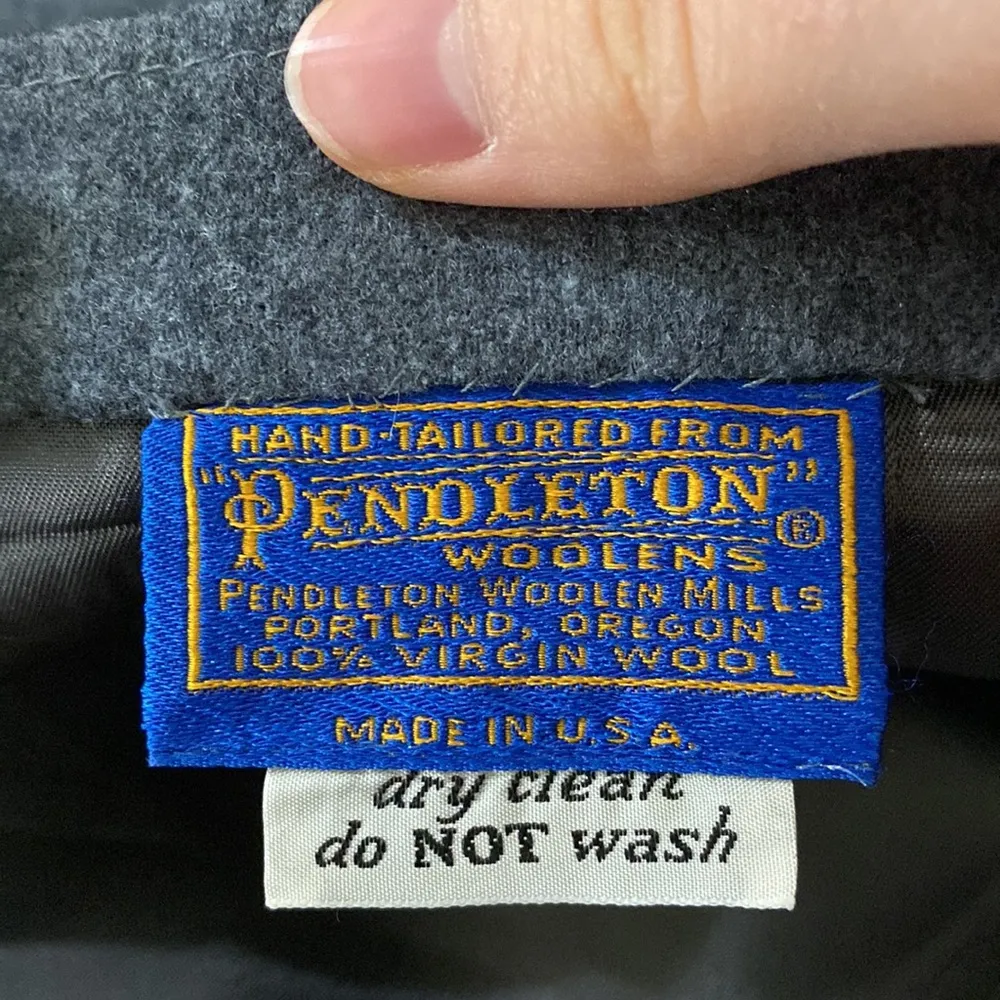 HAND-TAILORED FROM
"PENDLETON" ®
WOOLENS
PENDLETON WOOLEN MILLS
PORTLAND, OREGON
100% VIRGIN WOOL
MADE IN U.S.A.
dry clean
do NOT wash